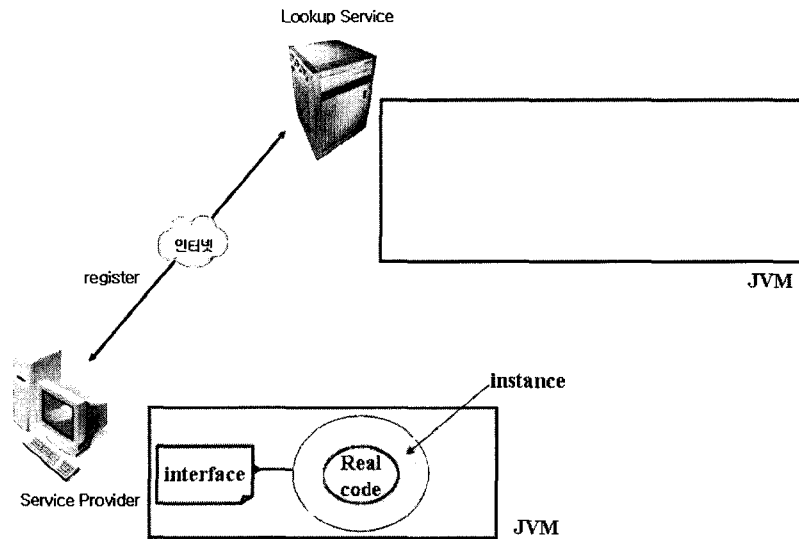 Lookup Service
인터넷
register
JVM
instance
interface
Real
code
Service Provider
JVM